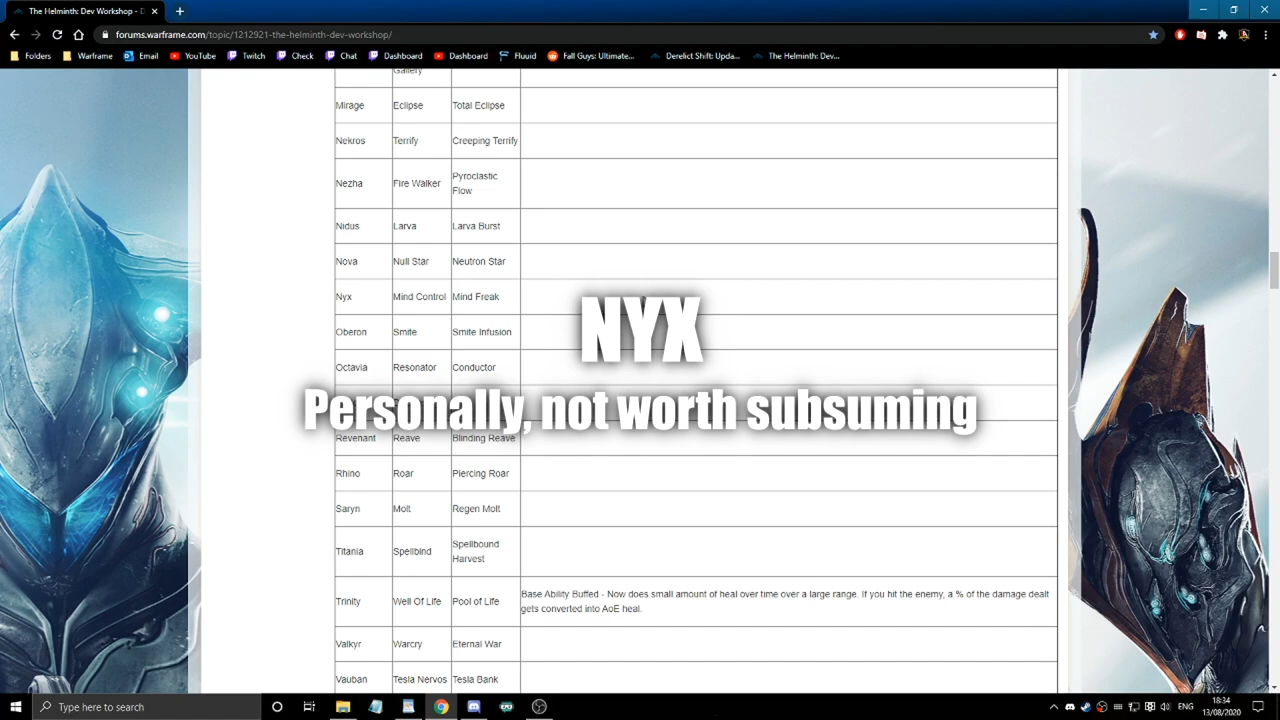 The Helminth: Dev Workshop - D
forums.warframe.com/topic/1212921-the-helminth-dev-workshop/
Folders Warframe Email YouTube Twitch Check Chat Dashboard Dashboard Fluuid Fall Guys: Ultimate... Derelict Shift: Upda... The Helminth: Dev...
Gallery
Mirage Eclipse Total Eclipse
Nekros Terrify Creeping Terrify
Nezha Fire Walker Pyroclastic
Flow
Nidus Larva Larva Burst
Nova Null Star Neutron Star
Nyx Mind Control Mind Freak
NYX
Oberon Smite Smite Infusion
Octavia Resonator Conductor
Personally, not worth subsuming
Revenant Reave Blinding Reave
Rhino Roar Piercing Roar
Saryn Molt Regen Molt
Titania Spellbind Spellbound
Harvest
Trinity Well Of Life Pool of Life Base Ability Buffed - Now does small amount of heal over time over a large range. If you hit the enemy, a % of the damage dealt
gets converted into AoE heal.
Valkyr Warcry Eternal War
Vauban Tesla Nervos Tesla Bank
Type here to search
ENG
18:34
13/08/2020